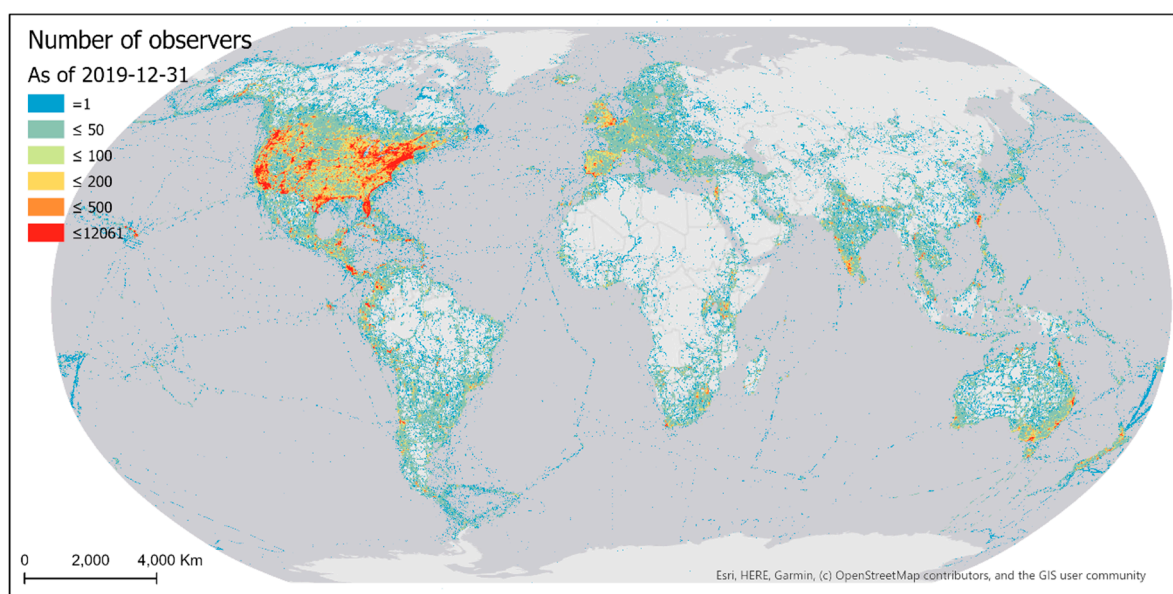 Number of observers
As of 2019-12-31
=1
≤ 50
≤ 100
≤ 200
≤ 500
≤12061
0 2,000 4,000 Km
Esri, HERE, Garmin, (c) OpenStreetMap contributors, and the GIS user community